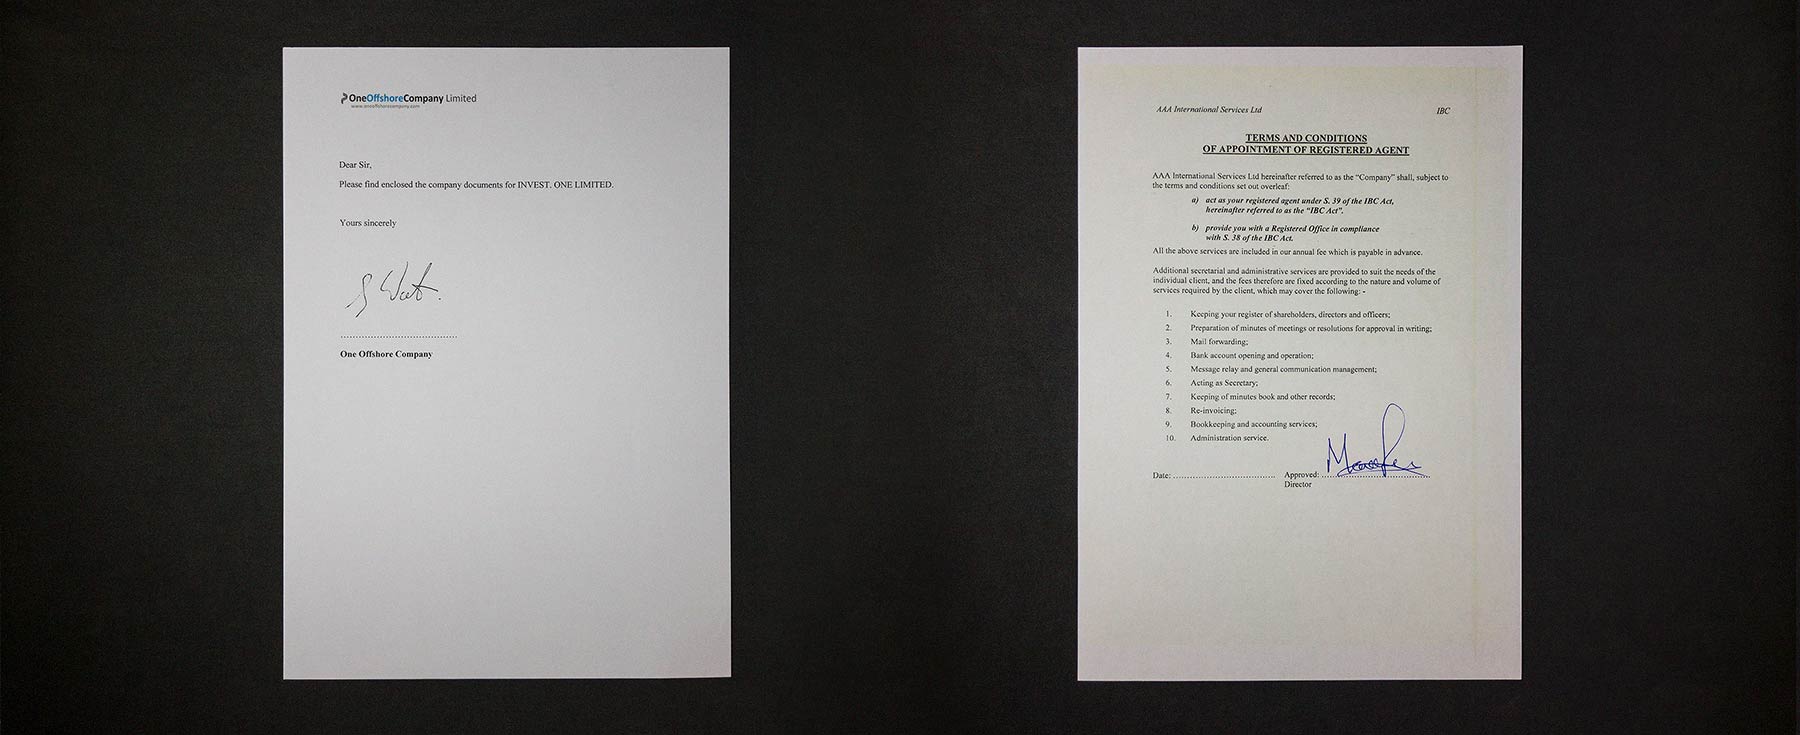 OneOffshoreCompany Limited
www.oneoffshorecompany.com
Dear Sir,
Please find enclosed the company documents for INVEST. ONE LIMITED.
Yours sincerely
One Offshore Company
AAA International Services Ltd
IBC
TERMS AND CONDITIONS
OF APPOINTMENT OF REGISTERED AGENT
AAA International Services Ltd hereinafter referred to as the “Company” shall, subject to
the terms and conditions set out overleaf:
a) act as your registered agent under S. 39 of the IBC Act,
hereinafter referred to as the “IBC Act”.
b) provide you with a Registered Office in compliance
with S. 38 of the IBC Act.
All the above services are included in our annual fee which is payable in advance.
Additional secretarial and administrative services are provided to suit the needs of the
individual client, and the fees therefore are fixed according to the nature and volume of
services required by the client, which may cover the following: -
1. Keeping your register of shareholders, directors and officers;
2. Preparation of minutes of meetings or resolutions for approval in writing;
3. Mail forwarding;
4. Bank account opening and operation;
5. Message relay and general communication management;
6. Acting as Secretary;
7. Keeping of minutes book and other records;
8. Re-invoicing;
9. Bookkeeping and accounting services;
10. Administration service.
Date: .................................... Approved: ......................................
Director